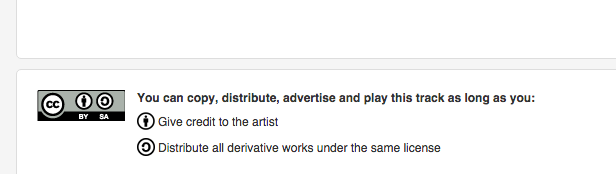 You can copy, distribute, advertise and play this track as long as you:
cc BY SA
Give credit to the artist
Distribute all derivative works under the same license